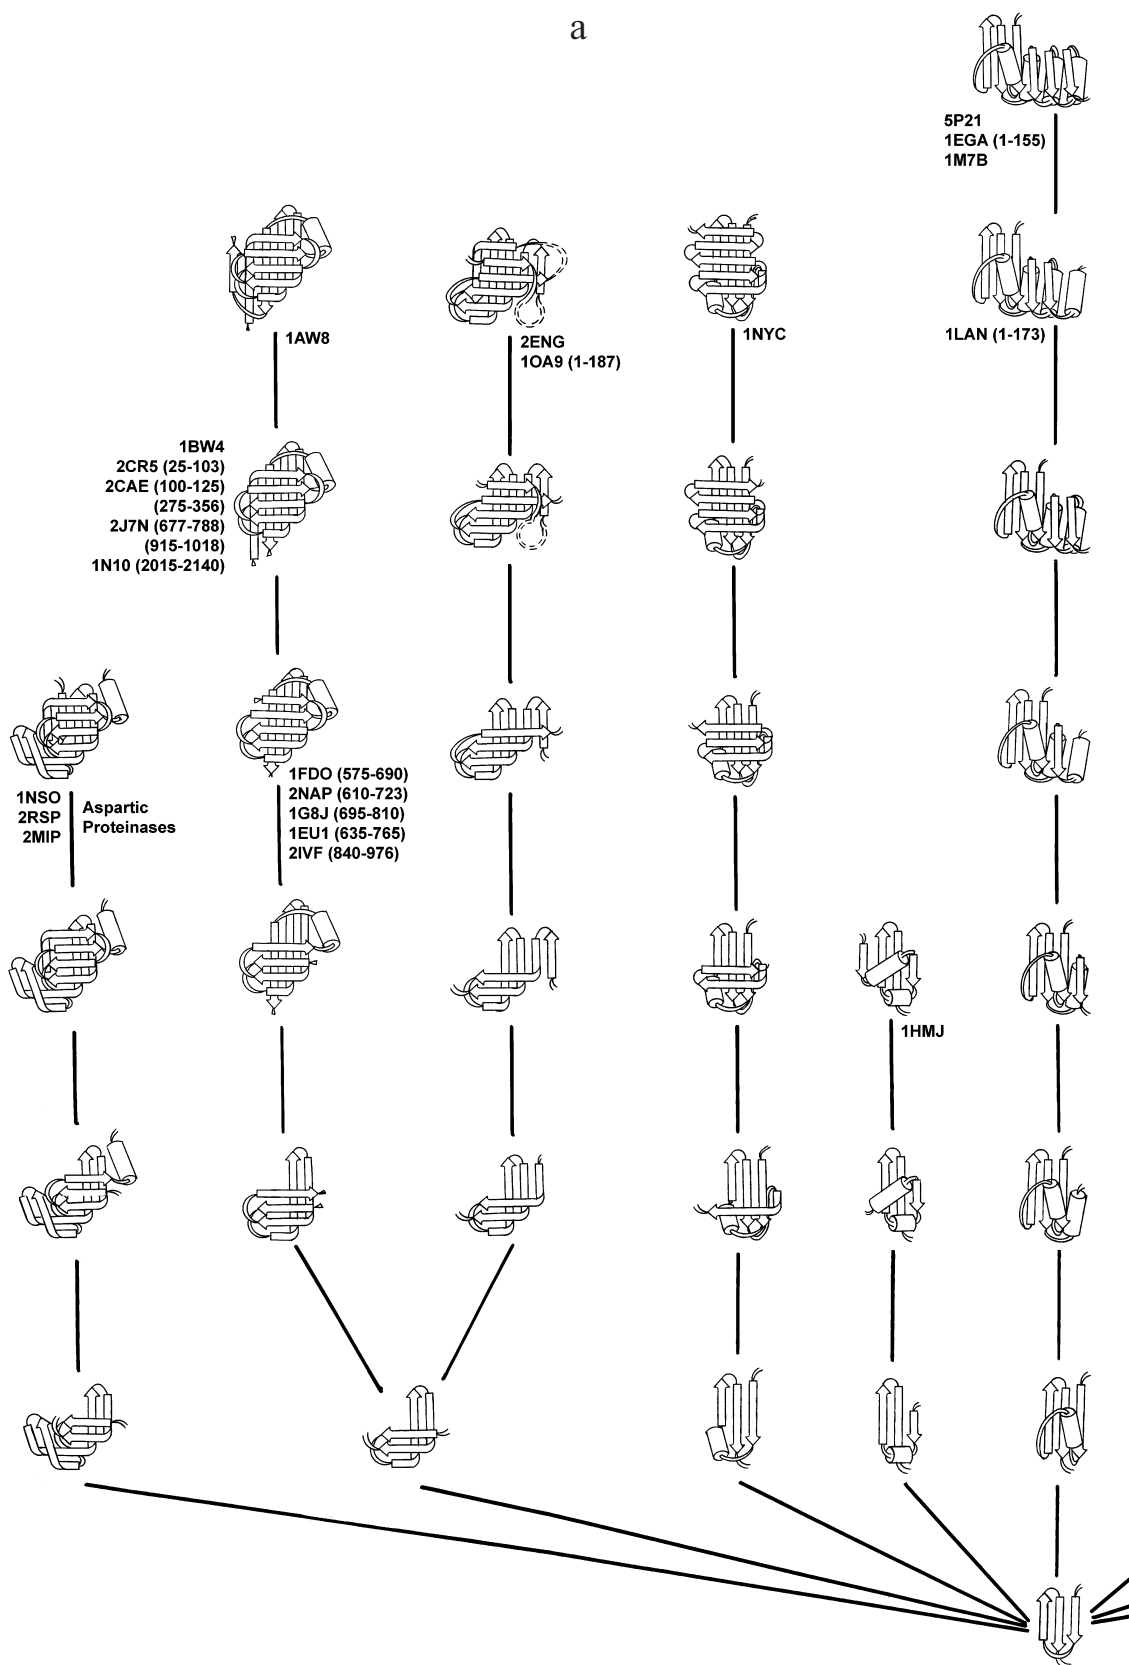 a
5P21
1EGA (1-155)
1M7B
1AW8
2ENG
1OA9 (1-187)
1NYC
1LAN (1-173)
1BW4
2CR5 (25-103)
2CAE (100-125)
(275-356)
2J7N (677-788)
(915-1018)
1N10 (2015-2140)
1NSO
2RSP
2MIP
Aspartic
Proteinases
1FDO (575-690)
2NAP (610-723)
1G8J (695-810)
1EU1 (635-765)
2IVF (840-976)
1HMJ